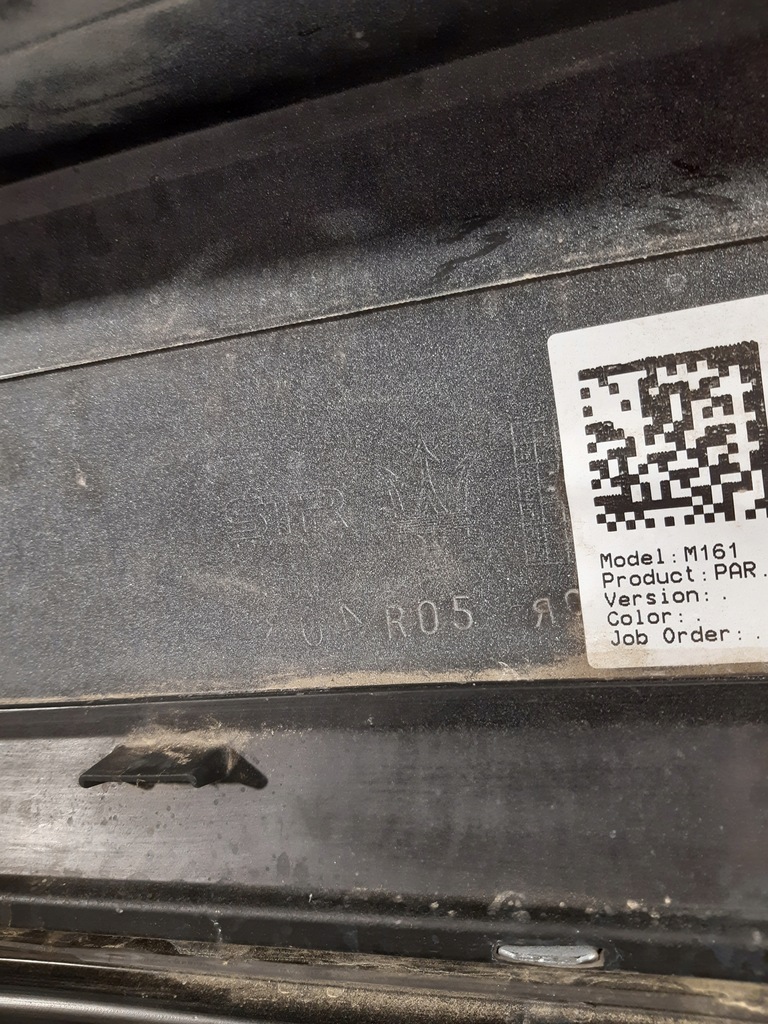 R05
Model:M161
Product:PAR.
Version:.
Color:.
Job Order:.